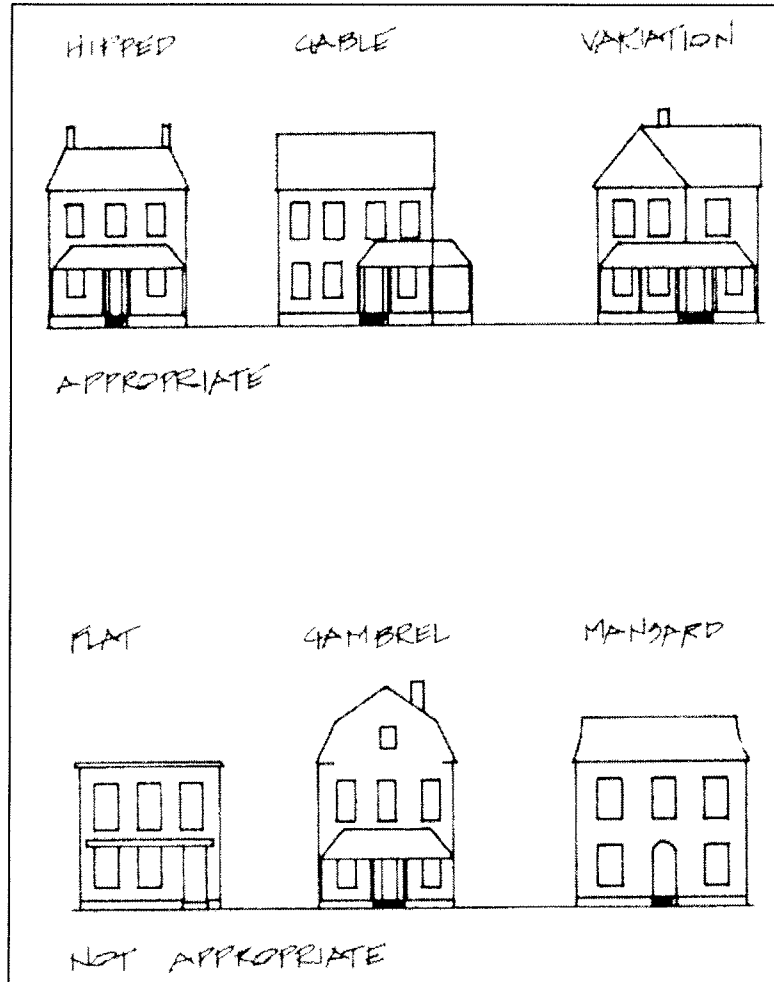 HIPPED GABLE VARIATION
APPROPRIATE
FLAT GAMBREL MANSARD
NOT APPROPRIATE